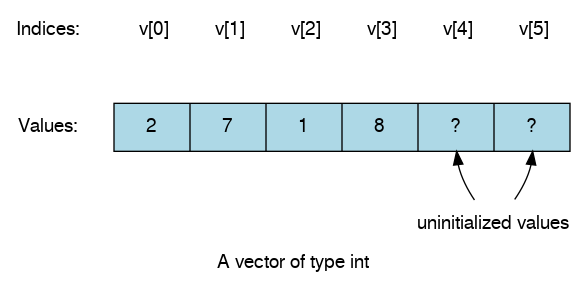 Indices: v[0] v[1] v[2] v[3] v[4] v[5]
Values: 2 7 1 8 ? ?
uninitialized values
A vector of type int